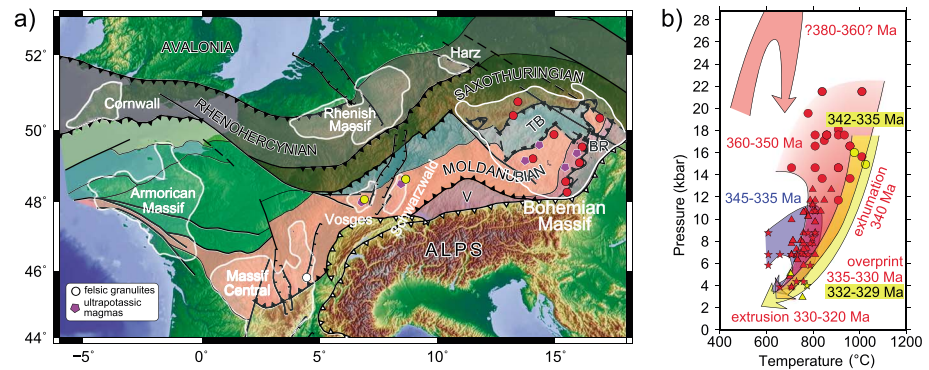 a)
52°
50°
48°
46°
44°
−5°
0°
5°
10°
15°
AVALONIA
Harz
Cornwall
RHENOHERCYNIAN
Rhenish
Massif
SAXOTHURINGIAN
TB
BR
MOLDANUBIAN
Armorican
Massif
Vosges
Schwarzwald
V
Bohemian
Massif
ALPS
Massif
Central
felsic granulites
ultrapotassic
magmas
b)
28
26
24
22
20
18
16
14
12
10
8
6
4
2
0
Pressure (kbar)
400
600
800
1000
1200
Temperature (°C)
?380-360? Ma
342-335 Ma
360-350 Ma
345-335 Ma
exhumation
340 Ma
overprint
335-330 Ma
332-329 Ma
extrusion 330-320 Ma